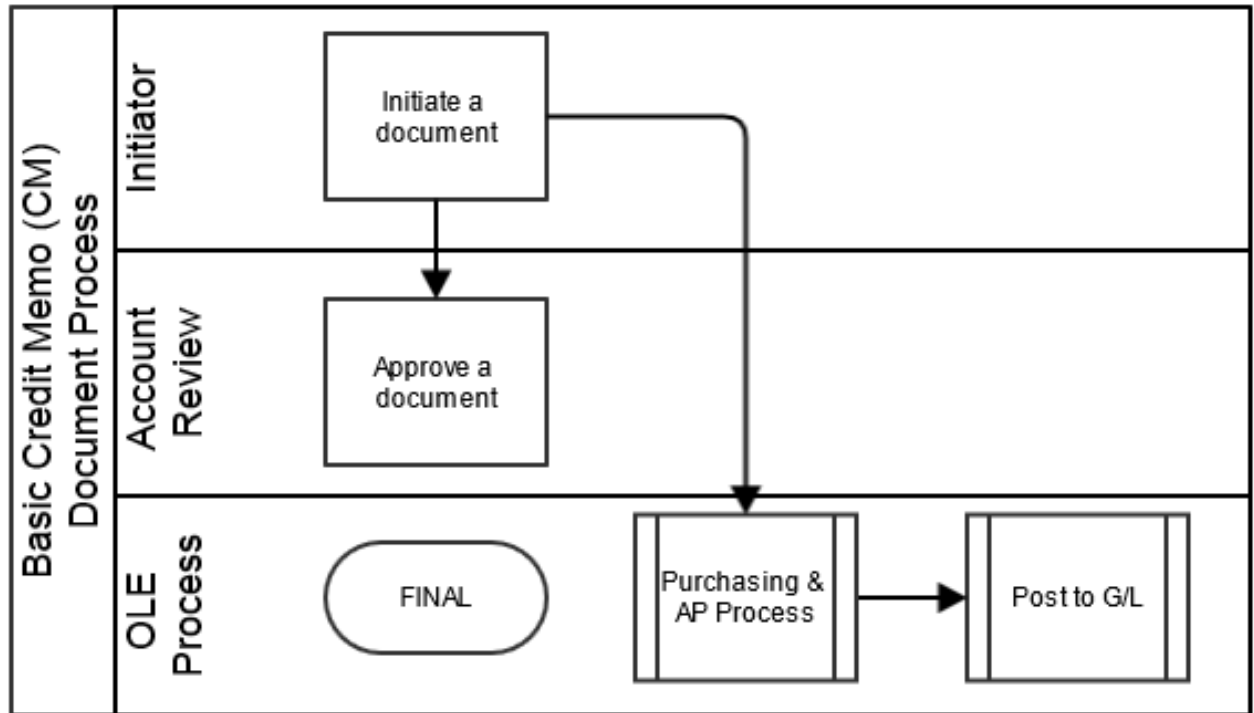 Basic Credit Memo (CM)
Document Process
Initiator
Initiate a
document
Account
Review
Approve a
document
OLE
Process
FINAL
Purchasing &
AP Process
Post to G/L